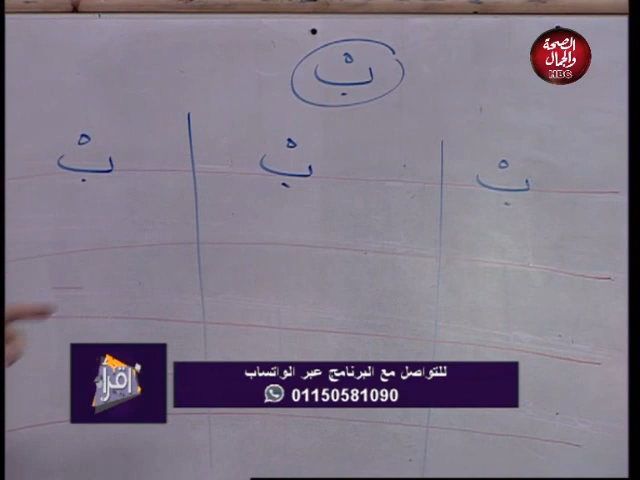 الصحة
والجمال
HBC
بْ
بْ بْ بْ
اقرأ
للتواصل مع البرنامج عبر الواتساب
01150581090